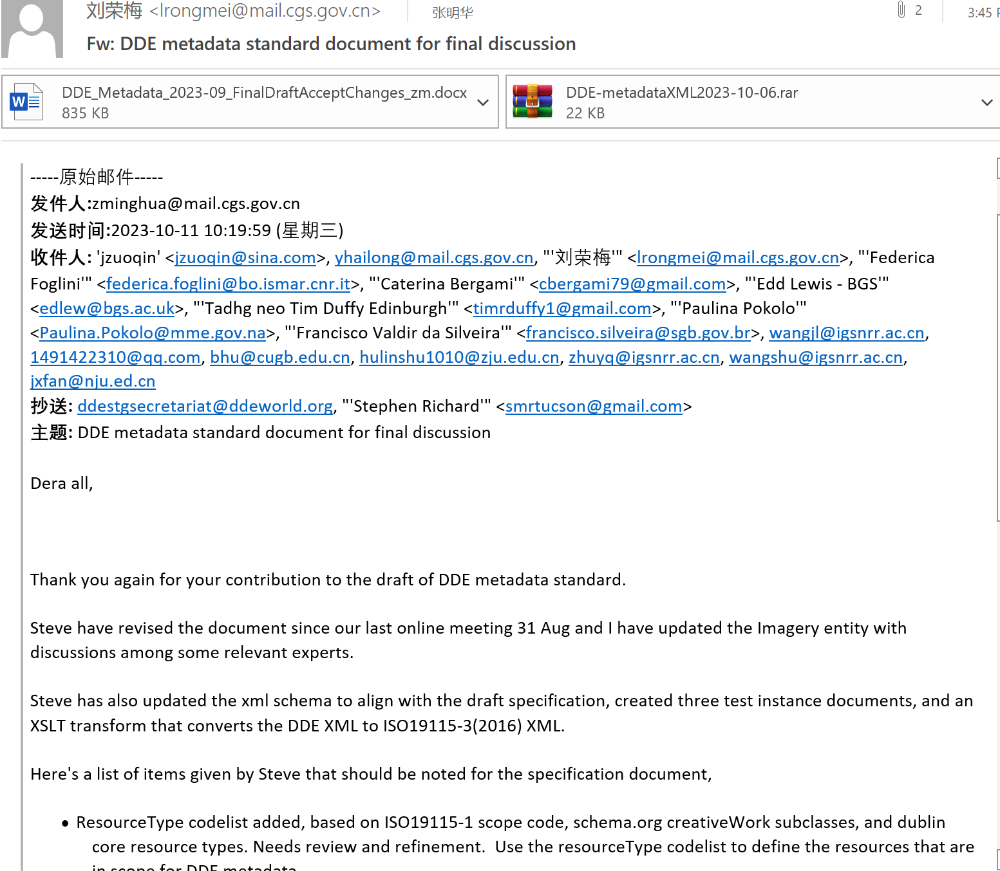 刘荣梅 <lrongmei@mail.cgs.gov.cn> 张明华 2 3:45
Fw: DDE metadata standard document for final discussion
DDE_Metadata_2023-09_FinalDraftAcceptChanges_zm.docx
835 KB
DDE-metadataXML2023-10-06.rar
22 KB
-----原始邮件-----
发件人:zminghua@mail.cgs.gov.cn
发送时间:2023-10-11 10:19:59 (星期三)
收件人: 'jzuoqin' <jzuoqin@sina.com>, yhailong@mail.cgs.gov.cn, "'刘荣梅'" <lrongmei@mail.cgs.gov.cn>, "'Federica
Foglini'" <federica.foglini@bo.ismar.cnr.it>, "'Caterina Bergami'" <cbergami79@gmail.com>, "'Edd Lewis - BGS'"
<edlew@bgs.ac.uk>, "'Tadhg neo Tim Duffy Edinburgh'" <timrduffy1@gmail.com>, "'Paulina Pokolo'"
<Paulina.Pokolo@mme.gov.na>, "'Francisco Valdir da Silveira'" <francisco.silveira@sgb.gov.br>, wangjl@igsnrr.ac.cn,
1491422310@qq.com, bhu@cugb.edu.cn, hulinshu1010@zju.edu.cn, zhuyq@igsnrr.ac.cn, wangshu@igsnrr.ac.cn,
jxfan@nju.ed.cn
抄送: ddestgsecretariat@ddeworld.org, "'Stephen Richard'" <smrtucson@gmail.com>
主题: DDE metadata standard document for final discussion
Dera all,
Thank you again for your contribution to the draft of DDE metadata standard.
Steve have revised the document since our last online meeting 31 Aug and I have updated the Imagery entity with
discussions among some relevant experts.
Steve has also updated the xml schema to align with the draft specification, created three test instance documents, and an
XSLT transform that converts the DDE XML to ISO19115-3(2016) XML.
Here's a list of items given by Steve that should be noted for the specification document,
• ResourceType codelist added, based on ISO19115-1 scope code, schema.org creativeWork subclasses, and dublin
core resource types. Needs review and refinement.  Use the resourceType codelist to define the resources that are
in scope for DDE metadata